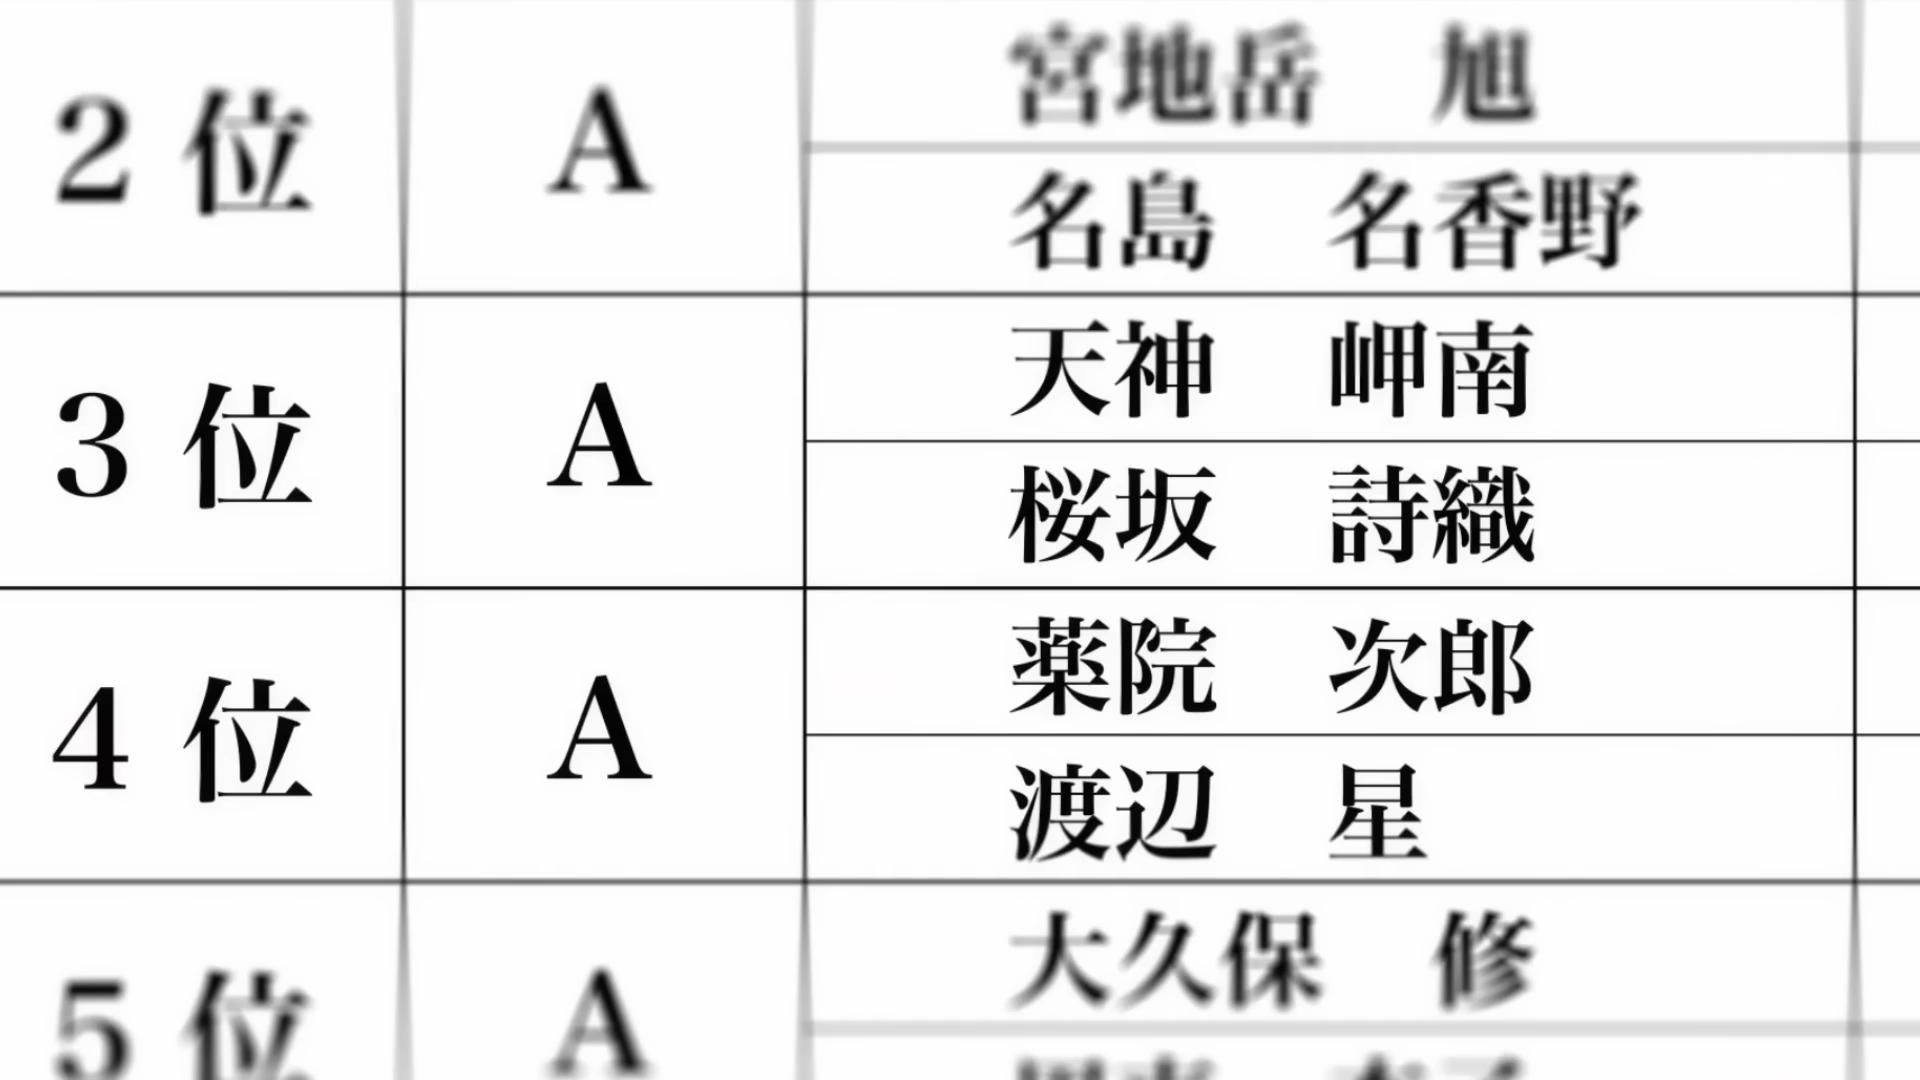 2位 A 宮地岳 旭
名島 名香野
3位 A 天神 岬南
桜坂 詩織
4位 A 薬院 次郎
渡辺 星
5位 A 大久保 修